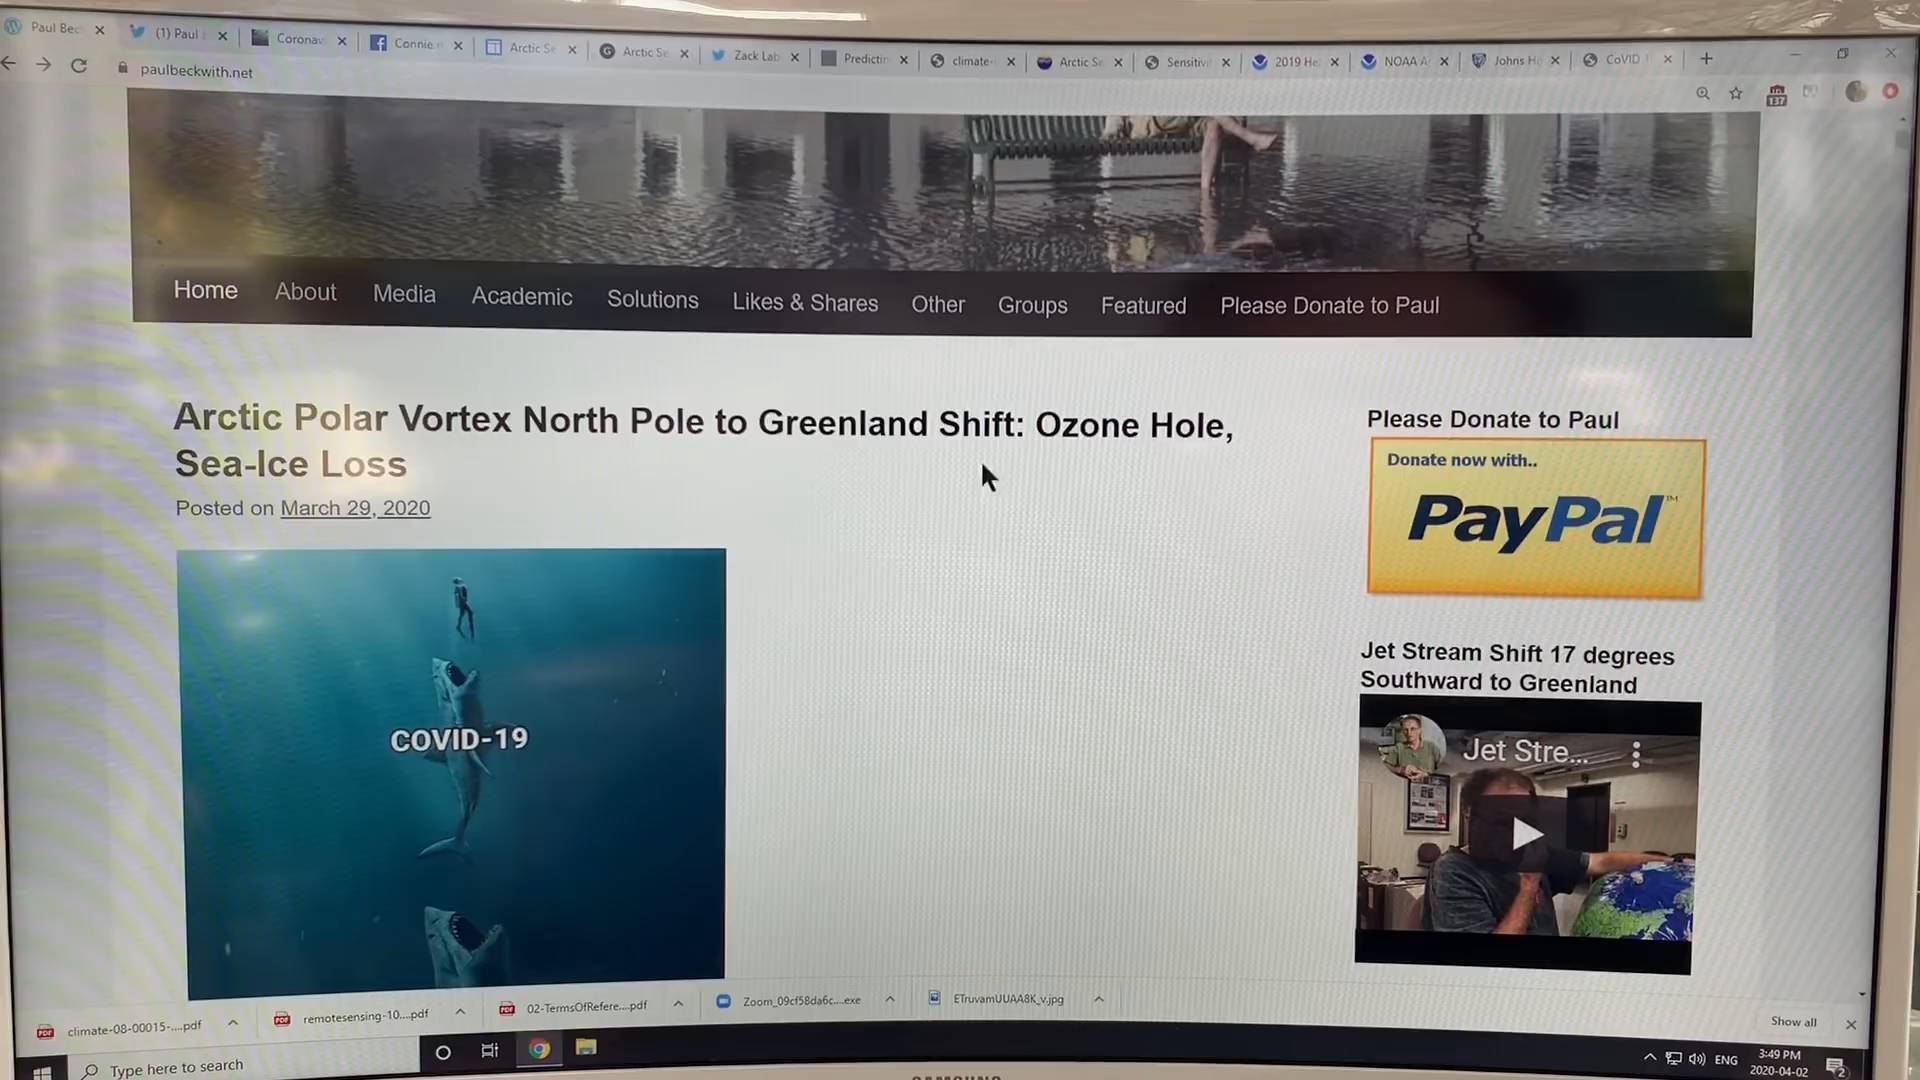 Paul Bec
(1) Paul
Corona
Connie
Arctic Se
Arctic Se
Zack Lab
Predictin
climate-
Arctic Se
Sensitivi
2019 He
NOAA A
Johns H
CoVID
paulbeckwith.net
137
Home
About
Media
Academic
Solutions
Likes & Shares
Other
Groups
Featured
Please Donate to Paul
Arctic Polar Vortex North Pole to Greenland Shift: Ozone Hole,
Sea-Ice Loss
Posted on March 29, 2020
COVID-19
Please Donate to Paul
Donate now with..
PayPal™
Jet Stream Shift 17 degrees
Southward to Greenland
Jet Stre...
climate-08-00015-....pdf
remotesensing-10....pdf
02-TermsOfRefere....pdf
Zoom_09cf58da6c....exe
ETruvamUUAA8K_v.jpg
Show all
Type here to search
ENG
3:49 PM
2020-04-02
2